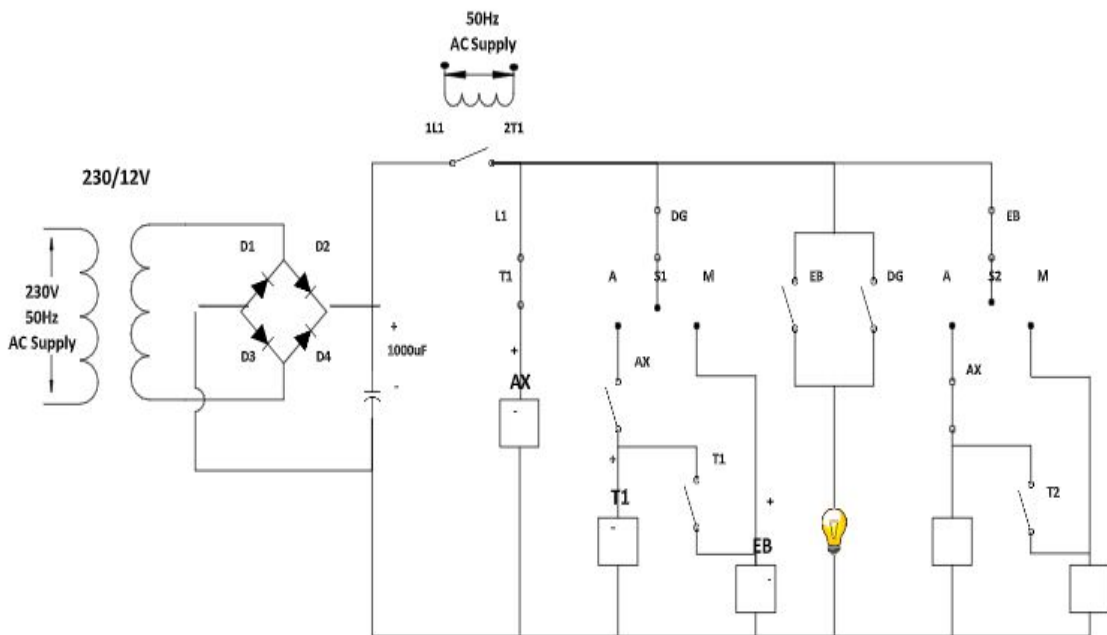 50Hz
AC Supply
1L1 2T1
230/12V
L1 DG EB
D1 D2
T1 A S1 M EB DG A S2 M
230V
50Hz
AC Supply
+
1000uF
D3 D4
-
+
AX
AX
AX
-
+
T1
T1
T2
+
-
EB
-